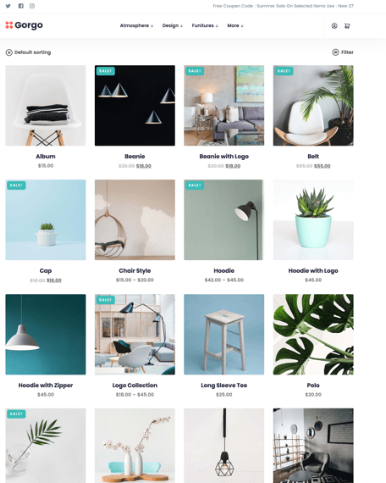 Free Coupon Code : Summer Sale On Selected Items Use : New 27
Gorgo
Atmosphere
Design
Furnitures
More
Default sorting
Filter
SALE!
SALE!
SALE!
Album
Beanie
Beanie with Logo
Belt
$15.00
$20.00 $18.00
$20.00 $18.00
$65.00 $55.00
SALE!
SALE!
Cap
Chair Style
Hoodie
Hoodie with Logo
$18.00 $16.00
$15.00 – $20.00
$42.00 – $45.00
$45.00
SALE!
Hoodie with Zipper
Logo Collection
Long Sleeve Tee
Polo
$45.00
$18.00 – $45.00
$25.00
$20.00
SALE!